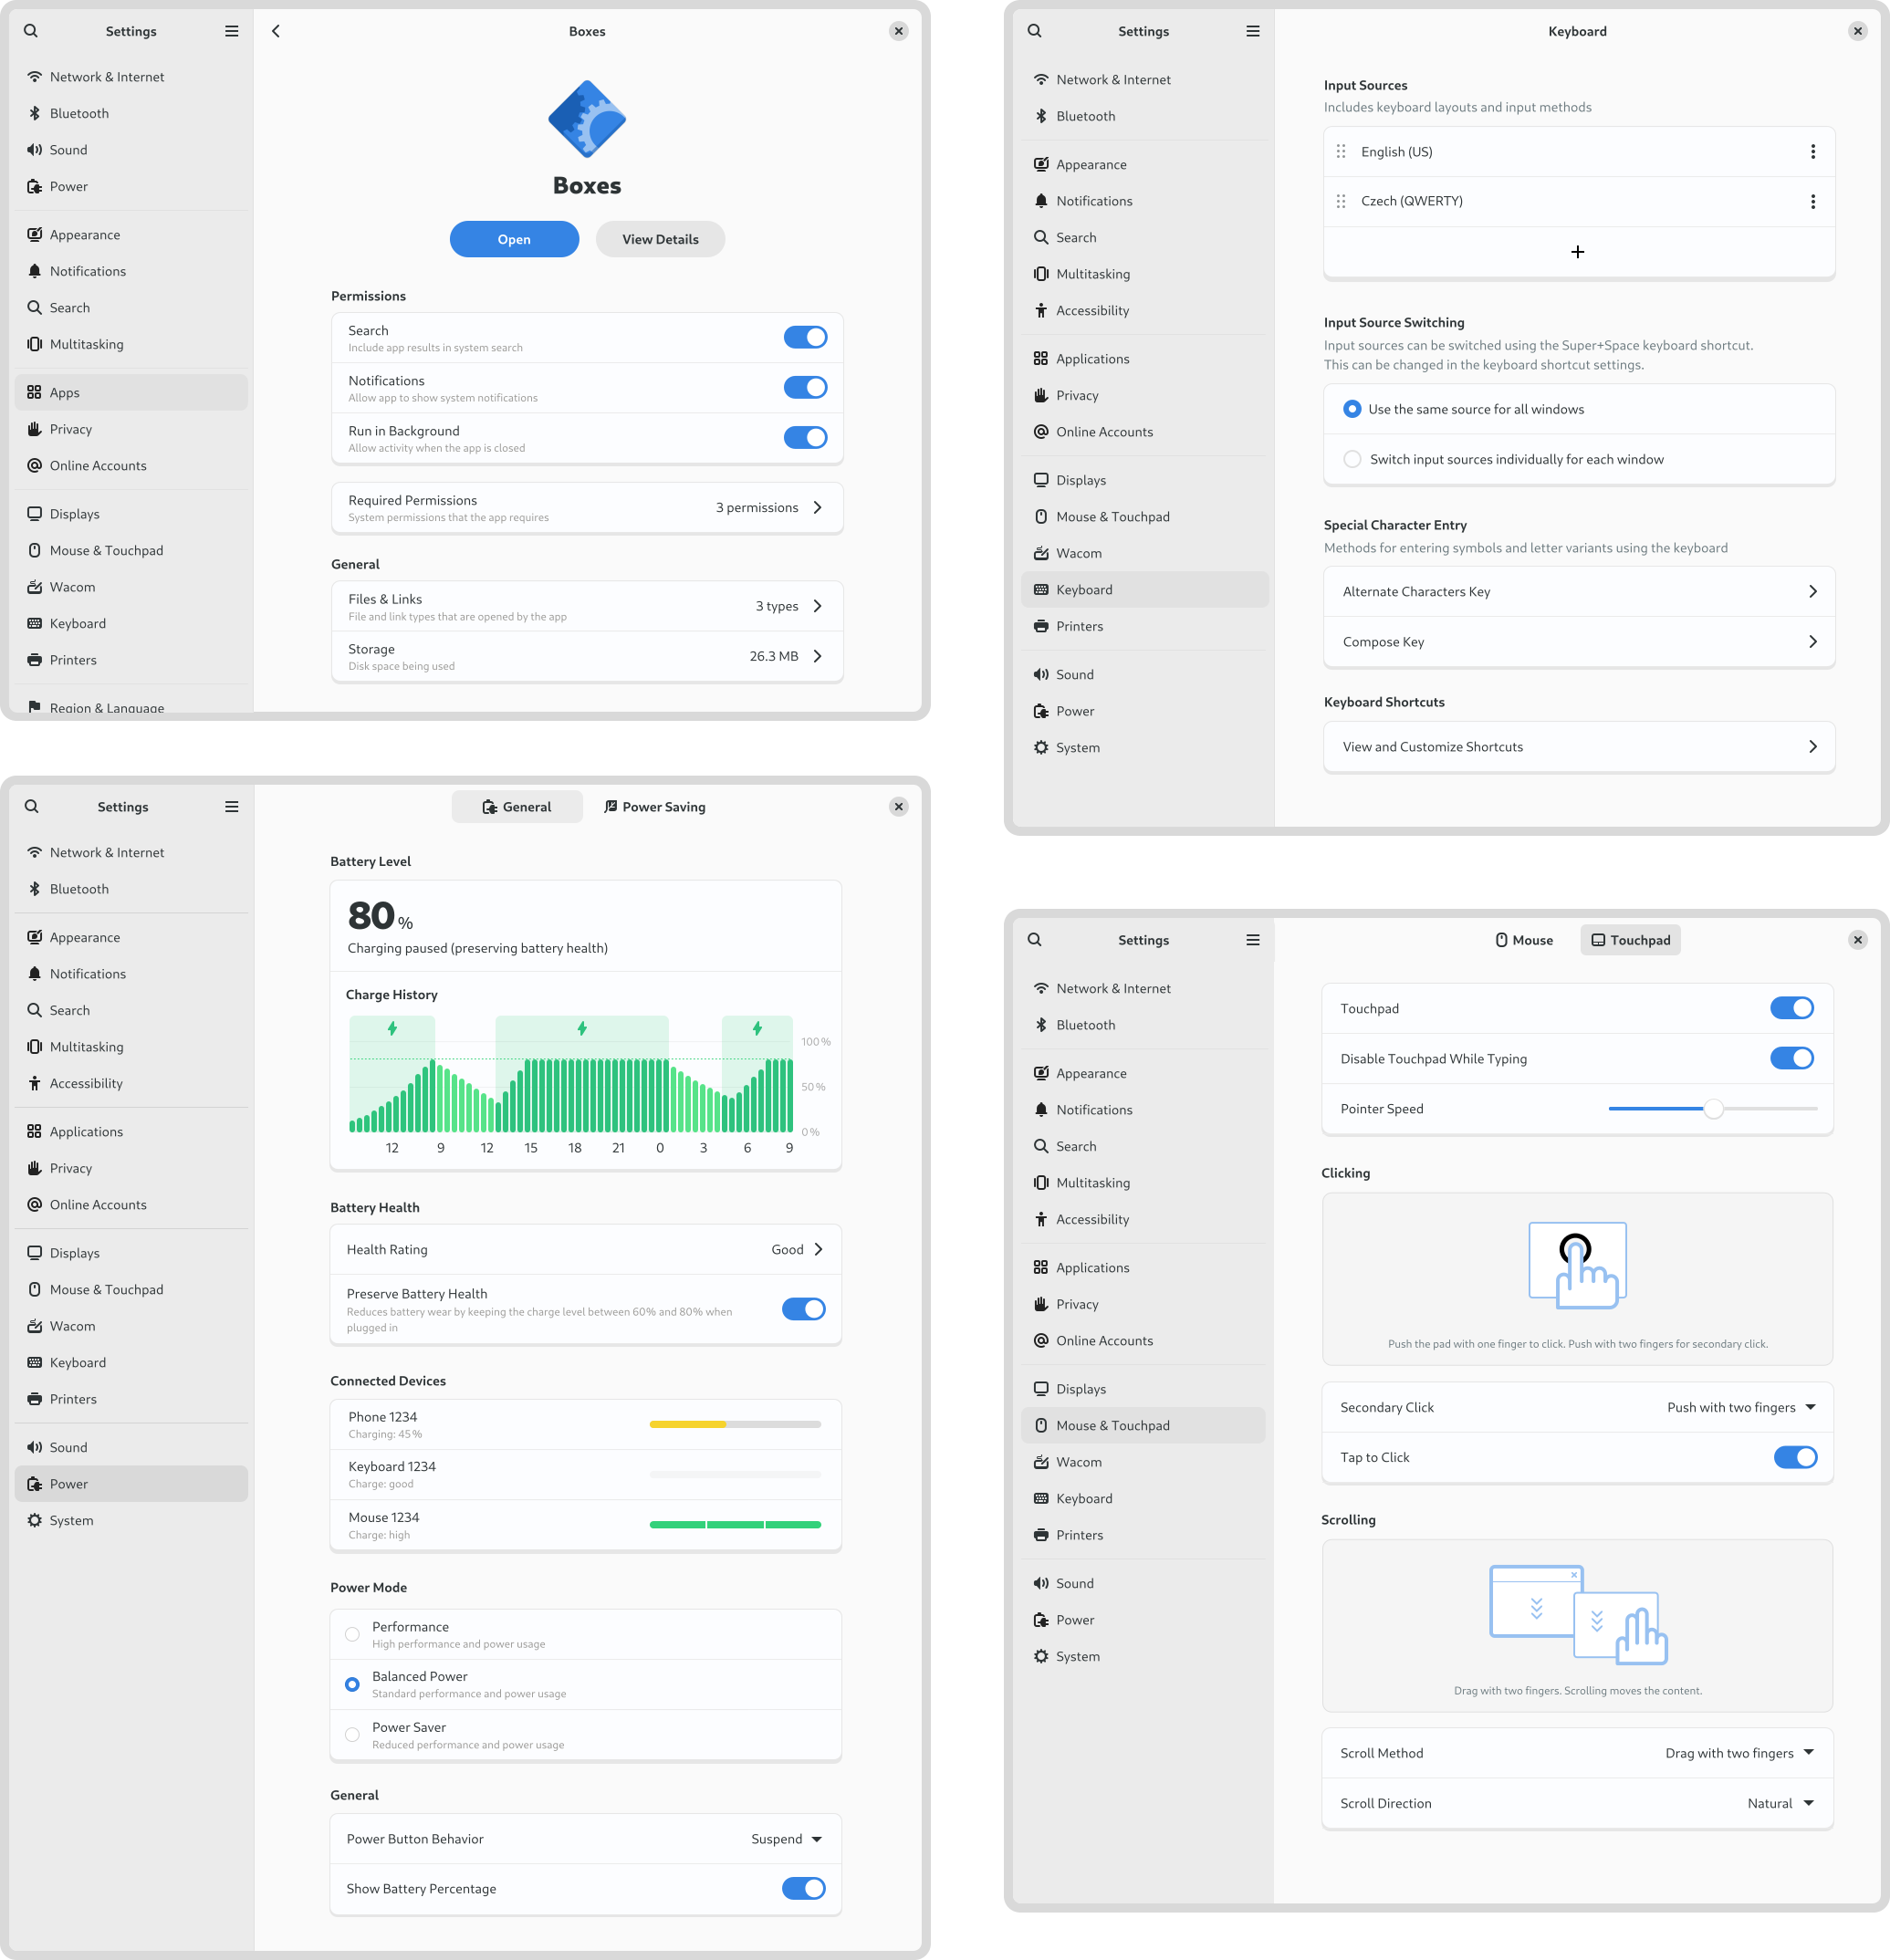 Settings
Network & Internet
Bluetooth
Sound
Power
Appearance
Notifications
Search
Multitasking
Apps
Privacy
Online Accounts
Displays
Mouse & Touchpad
Wacom
Keyboard
Printers
Region & Language
Boxes
Boxes
Open
View Details
Permissions
Search
Include app results in system search
Notifications
Allow app to show system notifications
Run in Background
Allow activity when the app is closed
Required Permissions
System permissions that the app requires
3 permissions
General
Files & Links
File and link types that are opened by the app
3 types
Storage
Disk space being used
26.3 MB
Settings
Network & Internet
Bluetooth
Appearance
Notifications
Search
Multitasking
Accessibility
Applications
Privacy
Online Accounts
Displays
Mouse & Touchpad
Wacom
Keyboard
Printers
Sound
Power
System
Keyboard
Input Sources
Includes keyboard layouts and input methods
English (US)
Czech (QWERTY)
Input Source Switching
Input sources can be switched using the Super+Space keyboard shortcut.
This can be changed in the keyboard shortcut settings.
Use the same source for all windows
Switch input sources individually for each window
Special Character Entry
Methods for entering symbols and letter variants using the keyboard
Alternate Characters Key
Compose Key
Keyboard Shortcuts
View and Customize Shortcuts
Settings
Network & Internet
Bluetooth
Appearance
Notifications
Search
Multitasking
Accessibility
Applications
Privacy
Online Accounts
Displays
Mouse & Touchpad
Wacom
Keyboard
Printers
Sound
Power
System
General
Power Saving
Battery Level
80 %
Charging paused (preserving battery health)
Charge History
100 %
50 %
0 %
12 9 12 15 18 21 0 3 6 9
Battery Health
Health Rating
Good
Preserve Battery Health
Reduces battery wear by keeping the charge level between 60% and 80% when
plugged in
Connected Devices
Phone 1234
Charging: 45 %
Keyboard 1234
Charge: good
Mouse 1234
Charge: high
Power Mode
Performance
High performance and power usage
Balanced Power
Standard performance and power usage
Power Saver
Reduced performance and power usage
General
Power Button Behavior
Suspend
Show Battery Percentage
Settings
Network & Internet
Bluetooth
Appearance
Notifications
Search
Multitasking
Accessibility
Applications
Privacy
Online Accounts
Displays
Mouse & Touchpad
Wacom
Keyboard
Printers
Sound
Power
System
Mouse
Touchpad
Touchpad
Disable Touchpad While Typing
Pointer Speed
Clicking
Push the pad with one finger to click. Push with two fingers for secondary click.
Secondary Click
Push with two fingers
Tap to Click
Scrolling
Drag with two fingers. Scrolling moves the content.
Scroll Method
Drag with two fingers
Scroll Direction
Natural